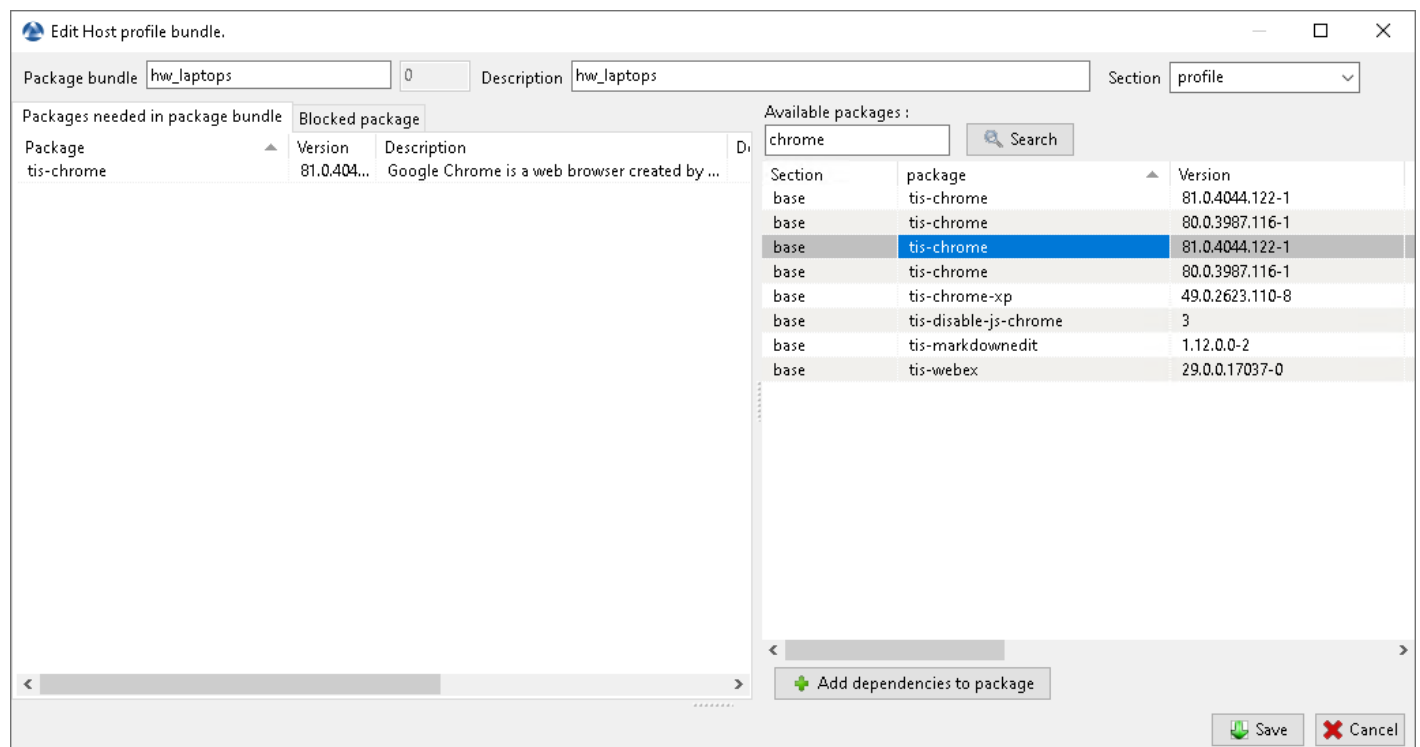 Edit Host profile bundle.
Package bundle hw_laptops 0 Description hw_laptops Section profile
Packages needed in package bundle Blocked package
Package Version Description
tis-chrome 81.0.404... Google Chrome is a web browser created by ...
Available packages :
chrome Search
Section package Version
base tis-chrome 81.0.4044.122-1
base tis-chrome 80.0.3987.116-1
base tis-chrome 81.0.4044.122-1
base tis-chrome 80.0.3987.116-1
base tis-chrome-xp 49.0.2623.110-8
base tis-disable-js-chrome 3
base tis-markdownedit 1.12.0.0-2
base tis-webex 29.0.0.17037-0
Add dependencies to package
Save Cancel